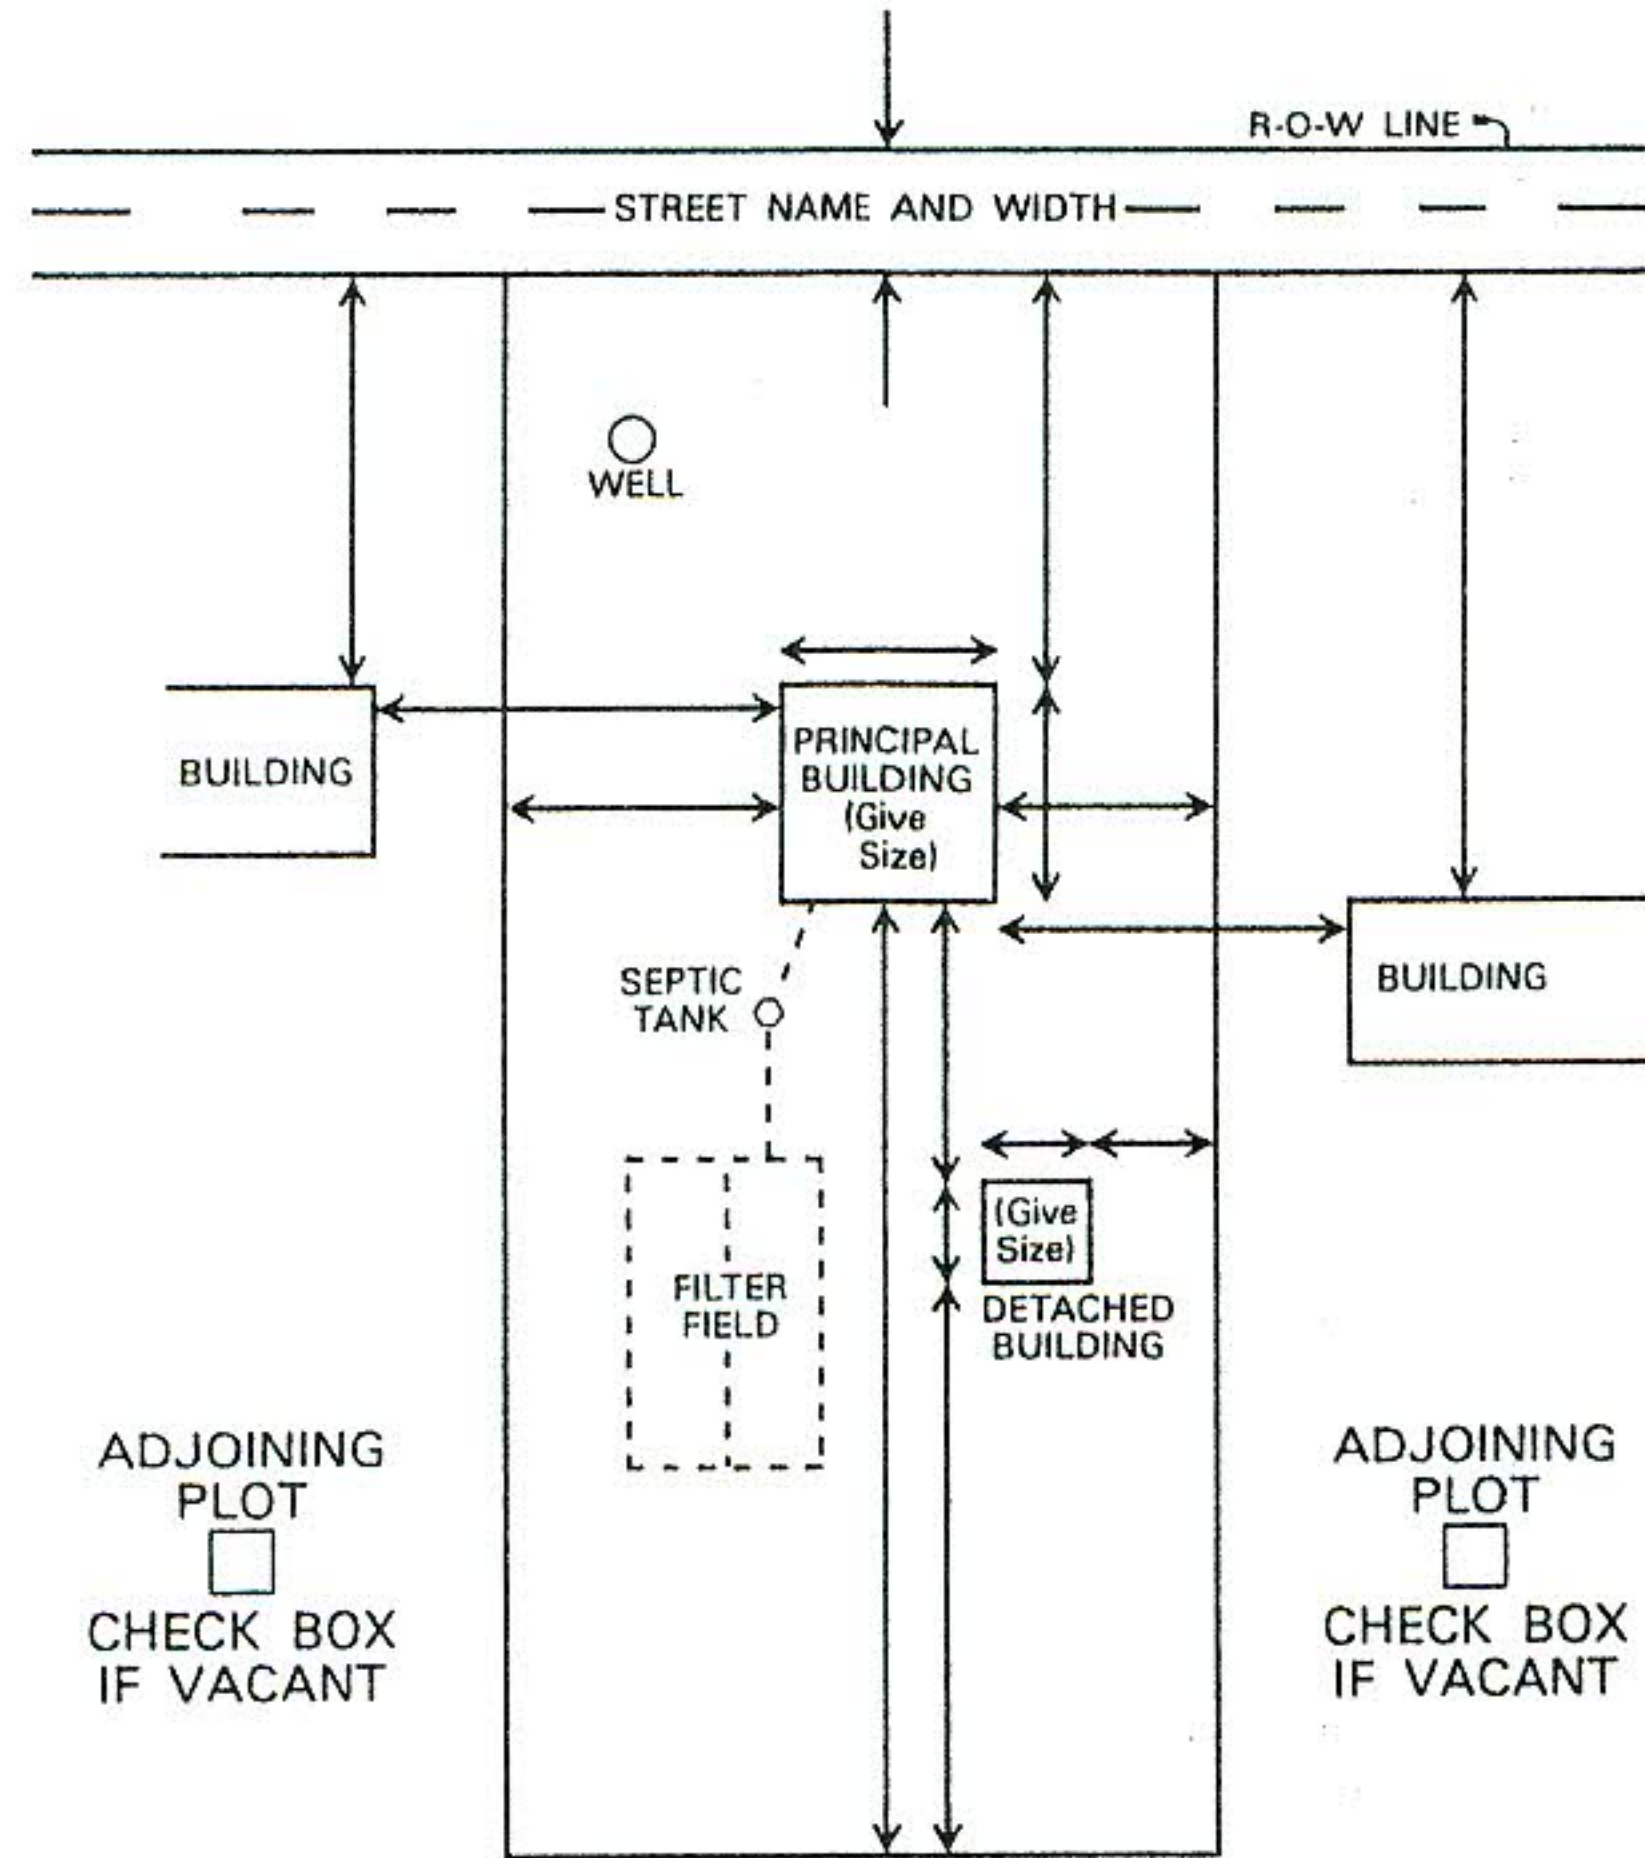 R-O-W LINE
STREET NAME AND WIDTH
WELL
PRINCIPAL
BUILDING
(Give
Size)
BUILDING
BUILDING
SEPTIC
TANK
(Give
Size)
DETACHED
BUILDING
FILTER
FIELD
ADJOINING
PLOT
CHECK BOX
IF VACANT
ADJOINING
PLOT
CHECK BOX
IF VACANT